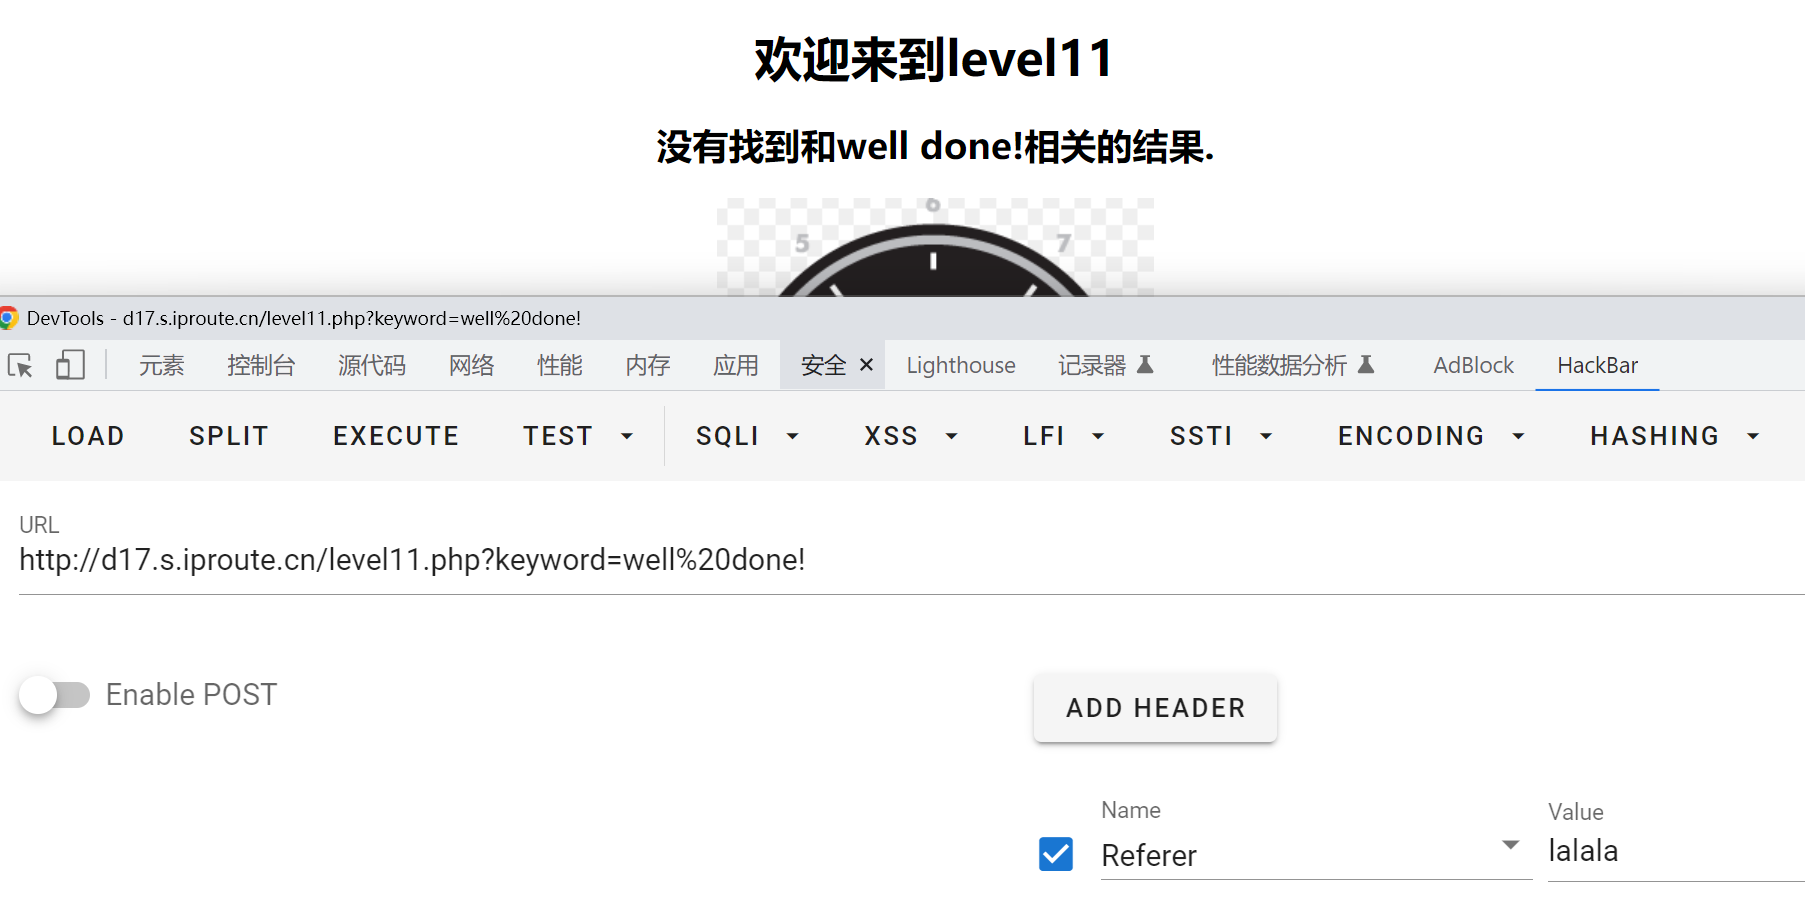 欢迎来到level11
没有找到和well done!相关的结果.
6
5 7
DevTools - d17.s.iproute.cn/level11.php?keyword=well%20done!
元素 控制台 源代码 网络 性能 内存 应用 安全 × Lighthouse 记录器 性能数据分析 AdBlock HackBar
LOAD SPLIT EXECUTE TEST SQLI XSS LFI SSTI ENCODING HASHING
URL
http://d17.s.iproute.cn/level11.php?keyword=well%20done!
Enable POST
ADD HEADER
Name Value
Referer lalala